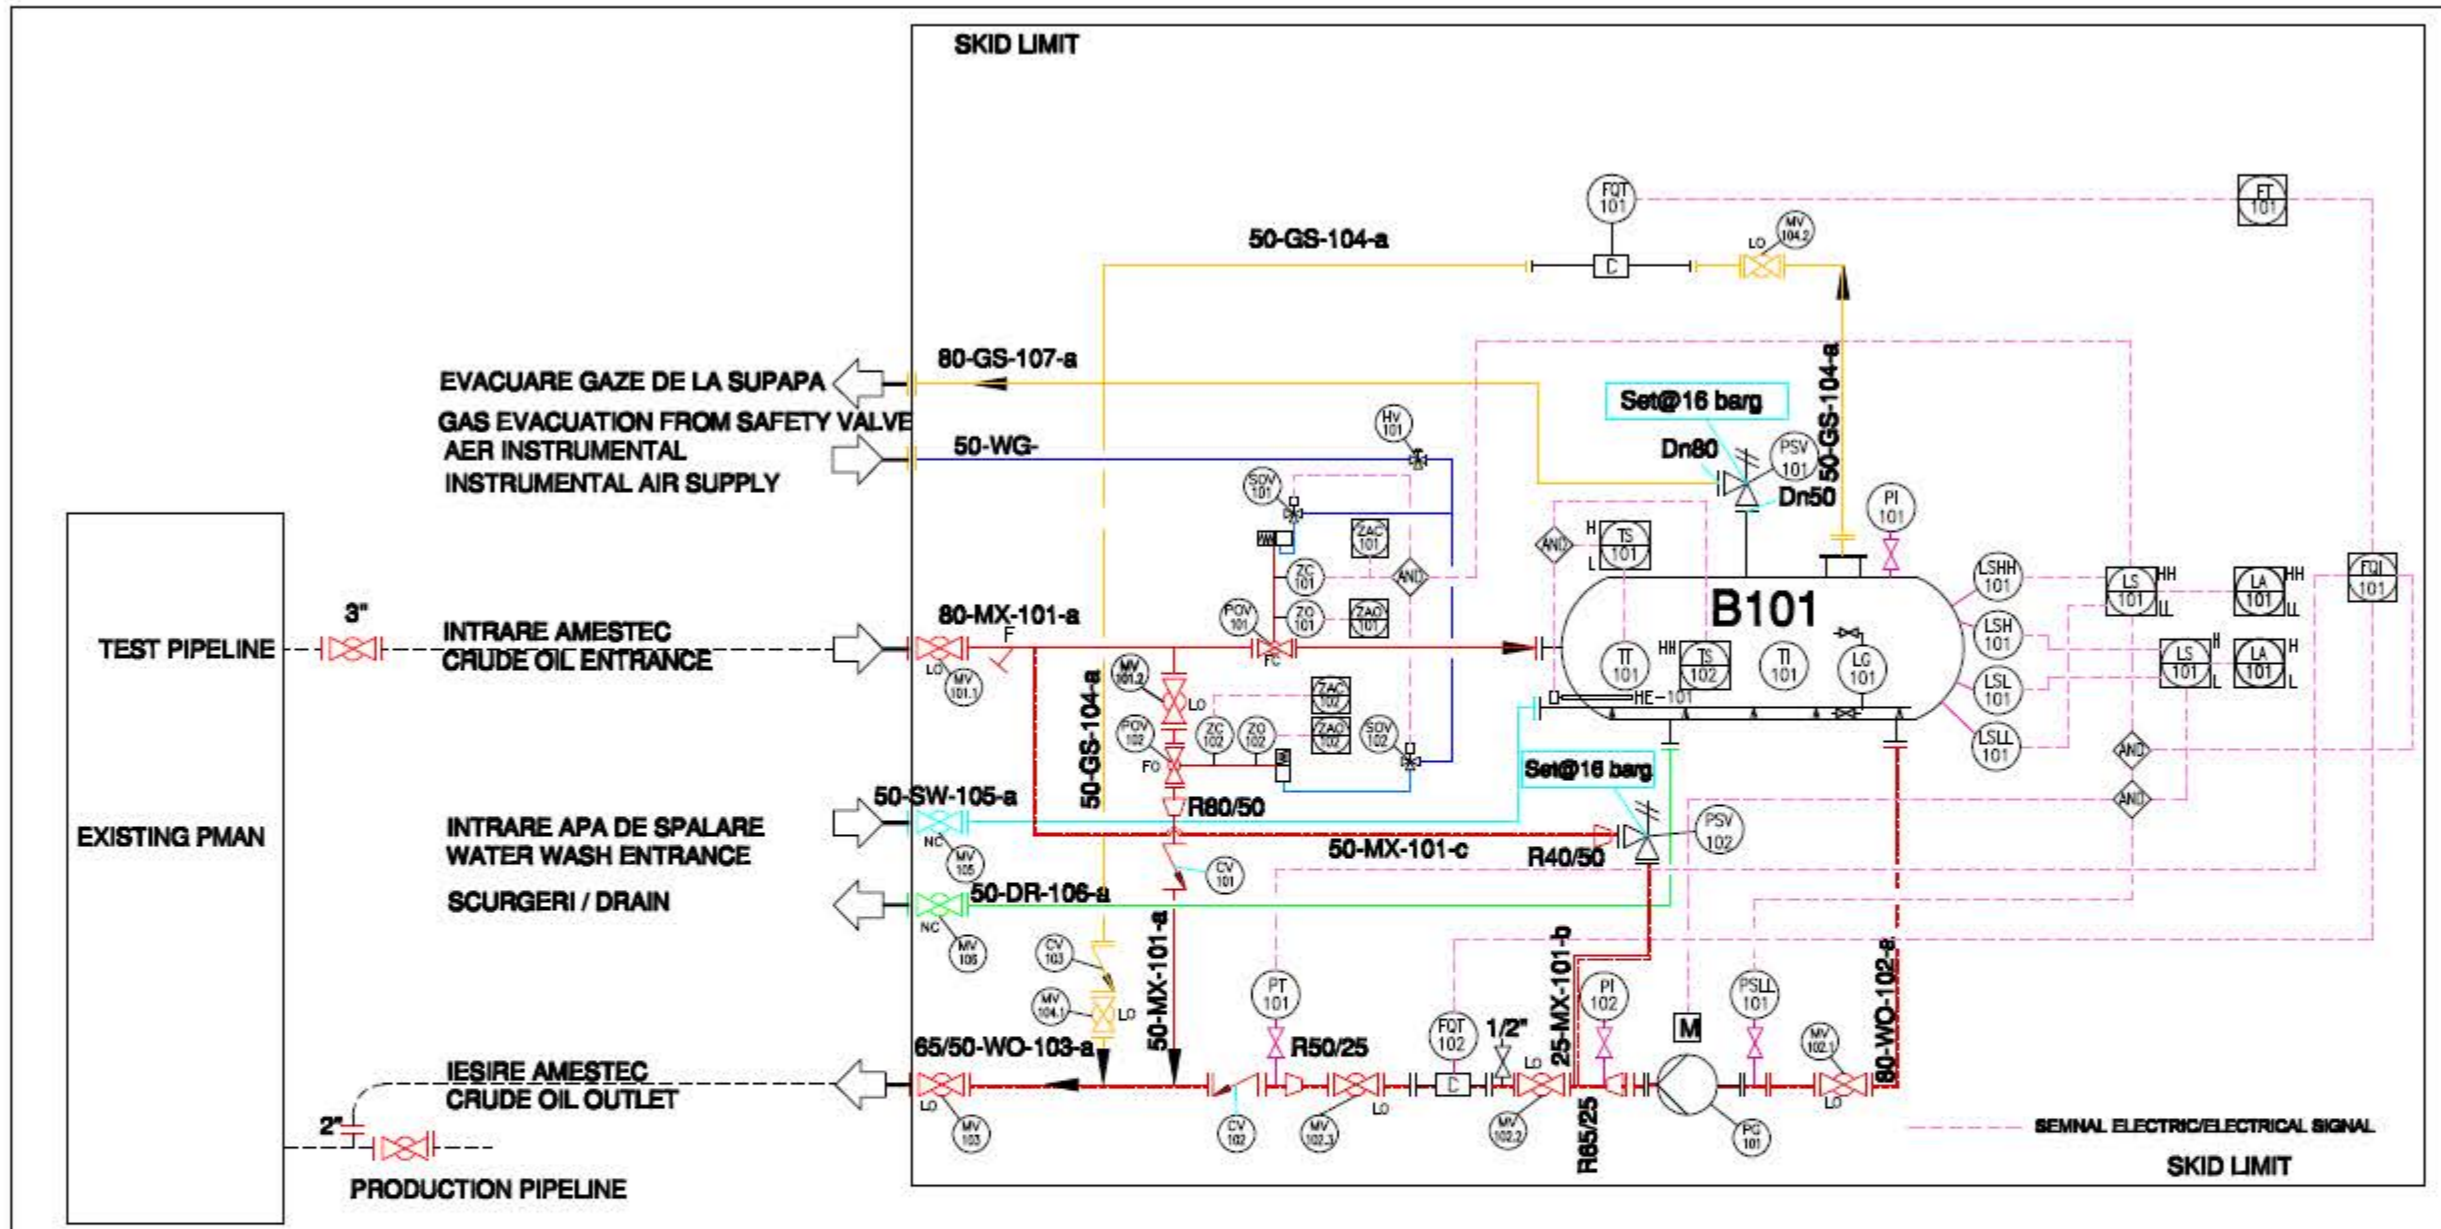 SKID LIMIT
FQT
101
FT
101
50-GS-104-a
LO
MV
104.2
C
80-GS-107-a
EVACUARE GAZE DE LA SUPAPA
GAS EVACUATION FROM SAFETY VALVE
AER INSTRUMENTAL
INSTRUMENTAL AIR SUPPLY
50-WG-
HV
101
Set@16 barg
Dn80
PSV
101
Dn50
50-GS-104-a
PI
101
SOV
101
ZAC
101
AND
H
TS
101
L
AND
ZC
101
ZO
101
ZAO
101
POV
101
FC
B101
LSHH
101
LSH
101
LSL
101
LSLL
101
LS
101
HH
LL
LA
101
HH
LL
LS
101
H
L
LA
101
H
L
FQI
101
TEST PIPELINE
3"
INTRARE AMESTEC
CRUDE OIL ENTRANCE
80-MX-101-a
F
LO
MV
101.1
MV
101.2
LO
TT
101
HH
TS
102
TI
101
LG
101
HE-101
50-GS-104-a
POV
102
FO
ZC
102
ZO
102
ZAC
102
ZAO
102
SOV
102
AND
AND
Set@16 barg
EXISTING PMAN
50-SW-105-a
INTRARE APA DE SPALARE
WATER WASH ENTRANCE
NC
MV
105
R80/50
50-MX-101-c
R40/50
PSV
102
SCURGERI / DRAIN
50-DR-106-a
NC
MV
106
CV
101
CV
103
MV
104.1
LO
50-MX-101-a
PT
101
25-MX-101-b
PI
102
PSLL
101
80-WO-102-a
65/50-WO-103-a
IESIRE AMESTEC
CRUDE OIL OUTLET
2"
PRODUCTION PIPELINE
LO
MV
103
CV
102
R50/25
MV
102.3
LO
FQT
102
C
1/2"
LO
MV
102.2
R65/25
M
PC
101
MV
102.1
LO
SEMNAL ELECTRIC/ELECTRICAL SIGNAL
SKID LIMIT